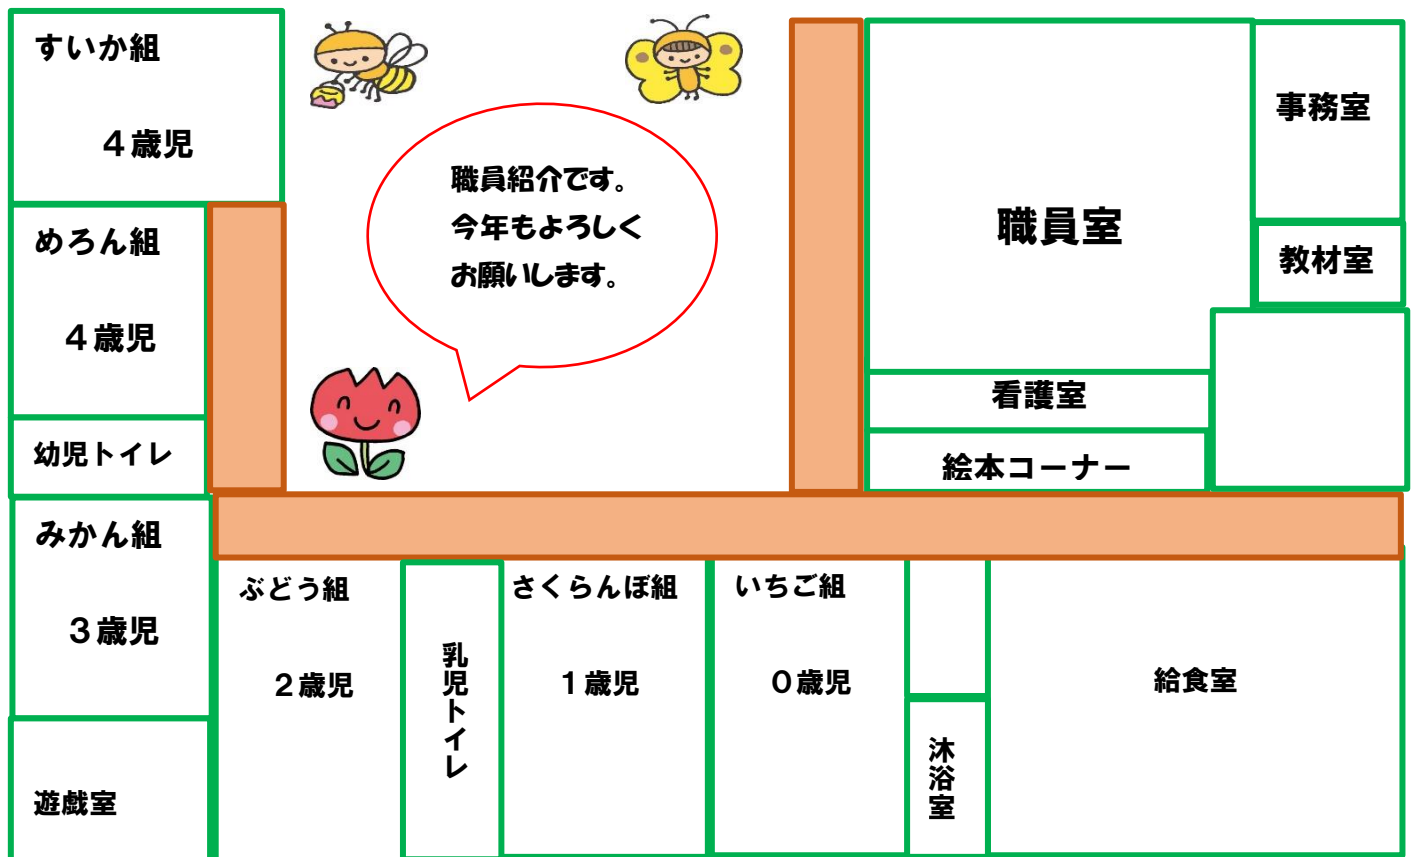 すいか組
４歳児
めろん組
４歳児
幼児トイレ
みかん組
３歳児
遊戯室
職員紹介です。
今年もよろしく
お願いします。
職員室
事務室
教材室
看護室
絵本コーナー
ぶどう組
２歳児
乳児トイレ
さくらんぼ組
１歳児
いちご組
０歳児
沐浴室
給食室